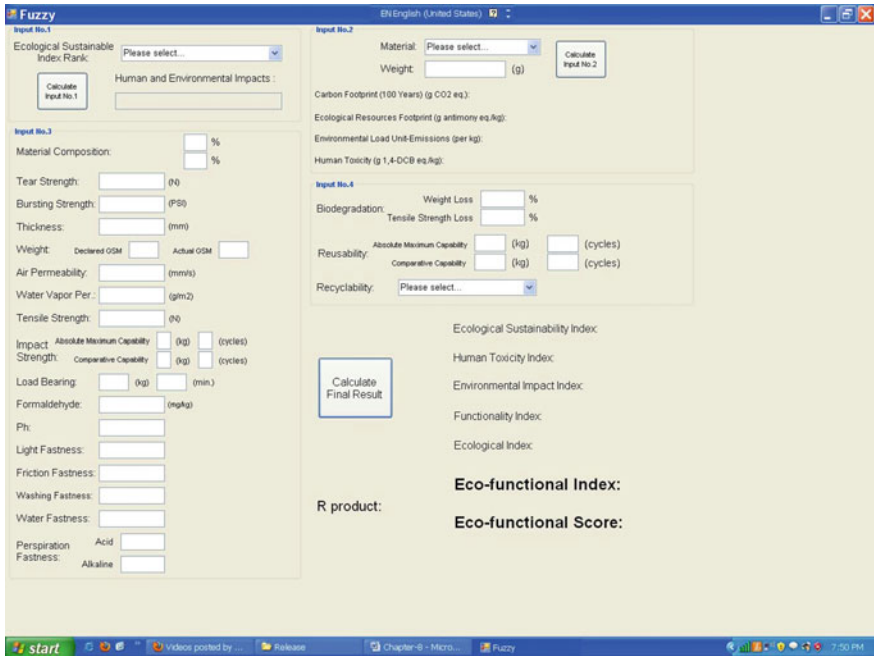 Fuzzy
EN English (United States)
Input No.1
Ecological Sustainable
Index Rank:
Please select...
Calculate
Input No.1
Human and Environmental Impacts :
Input No.2
Material:
Please select...
Weight:
(g)
Calculate
Input No.2
Carbon Footprint (100 Years) (g CO2 eq.):
Ecological Resources Footprint (g antimony eq./kg):
Environmental Load Unit-Emissions (per kg):
Human Toxicity (g 1,4-DCB eq./kg):
Input No.3
Material Composition:
%
%
Tear Strength:
(N)
Bursting Strength:
(PSI)
Thickness:
(mm)
Weight:
Declared GSM
Actual GSM
Air Permeability:
(mm/s)
Water Vapor Per.:
(g/m2)
Tensile Strength:
(N)
Impact
Strength:
Absolute Maximum Capability
(kg)
(cycles)
Comparative Capability
(kg)
(cycles)
Load Bearing:
(kg)
(min.)
Formaldehyde:
(mg/kg)
Ph:
Light Fastness:
Friction Fastness:
Washing Fastness:
Water Fastness:
Perspiration
Fastness:
Acid
Alkaline
Input No.4
Biodegradation:
Weight Loss
%
Tensile Strength Loss
%
Reusability:
Absolute Maximum Capability
(kg)
(cycles)
Comparative Capability
(kg)
(cycles)
Recyclability:
Please select...
Calculate
Final Result
Ecological Sustainability Index:
Human Toxicity Index:
Environmental Impact Index:
Functionality Index:
Ecological Index:
R product:
Eco-functional Index:
Eco-functional Score:
start
Videos posted by ...
Release
Chapter-8 - Micro...
Fuzzy
7:50 PM